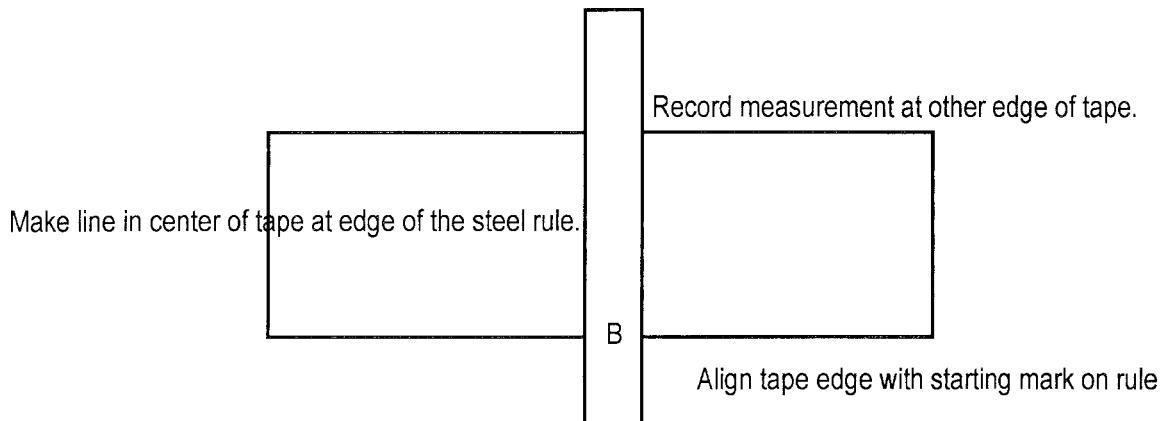 Record measurement at other edge of tape.
Make line in center of tape at edge of the steel rule.
B
Align tape edge with starting mark on rule